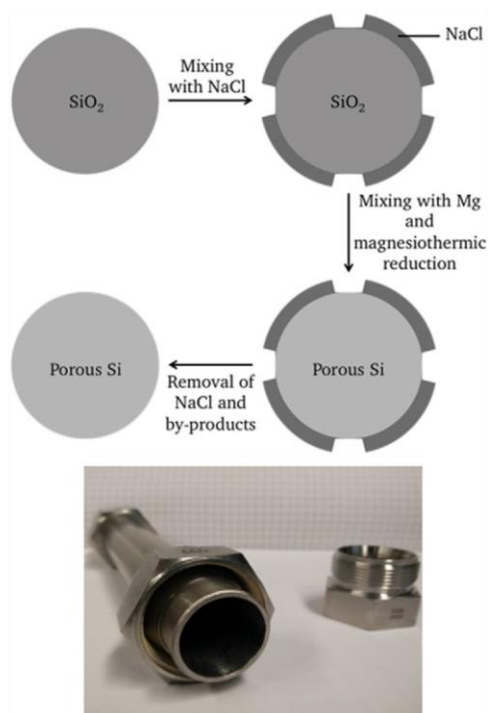 SiO₂
Mixing
with NaCl
SiO₂
NaCl
Mixing with Mg
and
magnesiothermic
reduction
Porous Si
Removal of
NaCl and
by-products
Porous Si